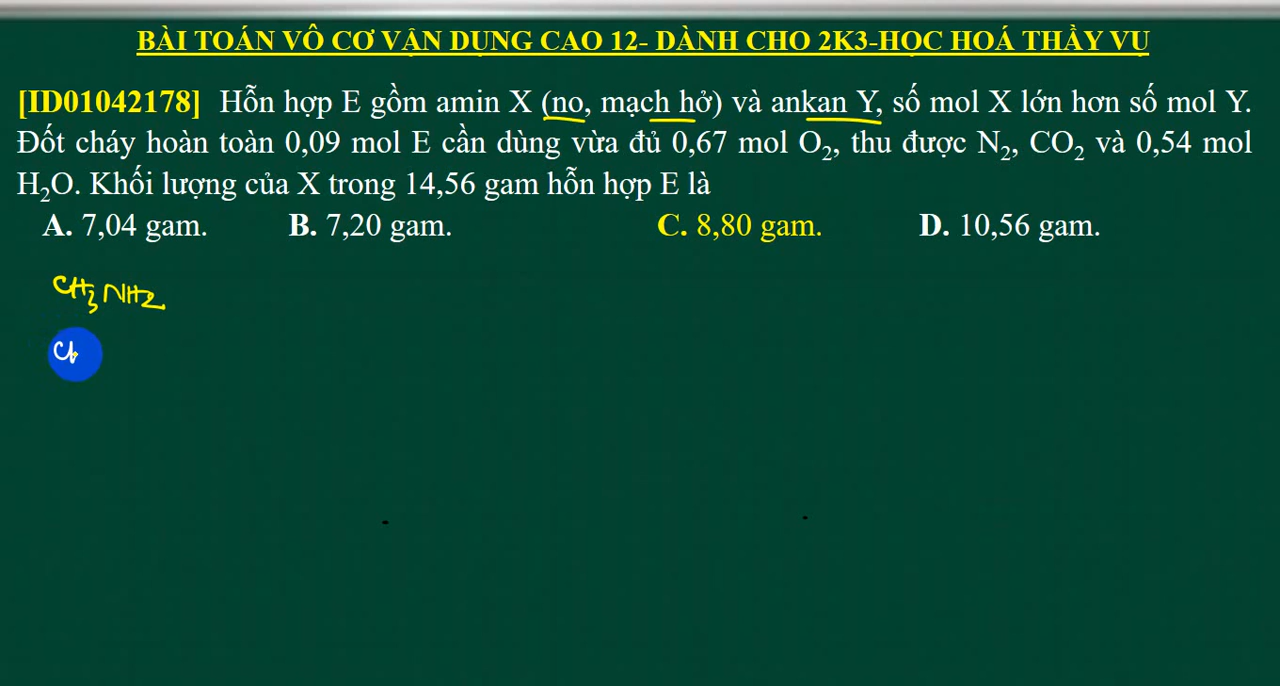 BÀI TOÁN VÔ CƠ VẬN DỤNG CAO 12- DÀNH CHO 2K3-HỌC HOÁ THẦY VỤ
[ID01042178] Hỗn hợp E gồm amin X (no, mạch hở) và ankan Y, số mol X lớn hơn số mol Y.
Đốt cháy hoàn toàn 0,09 mol E cần dùng vừa đủ 0,67 mol O₂, thu được N₂, CO₂ và 0,54 mol
H₂O. Khối lượng của X trong 14,56 gam hỗn hợp E là
A. 7,04 gam. B. 7,20 gam. C. 8,80 gam. D. 10,56 gam.
CH₃NH₂